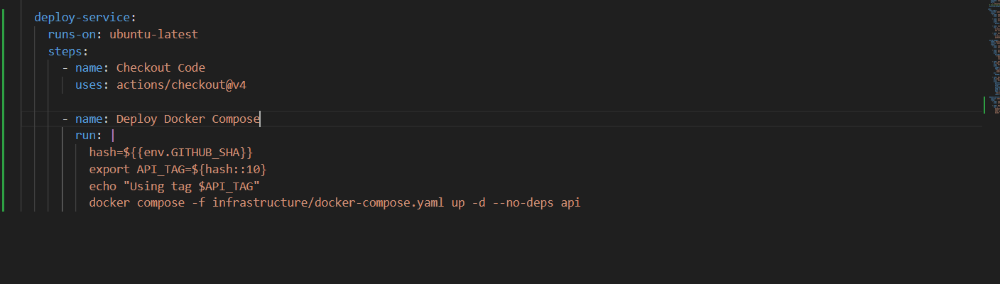 deploy-service:
runs-on: ubuntu-latest
steps:
- name: Checkout Code
uses: actions/checkout@v4
- name: Deploy Docker Compose
run: |
hash=${{env.GITHUB_SHA}}
export API_TAG=${hash::10}
echo "Using tag $API_TAG"
docker compose -f infrastructure/docker-compose.yaml up -d --no-deps api